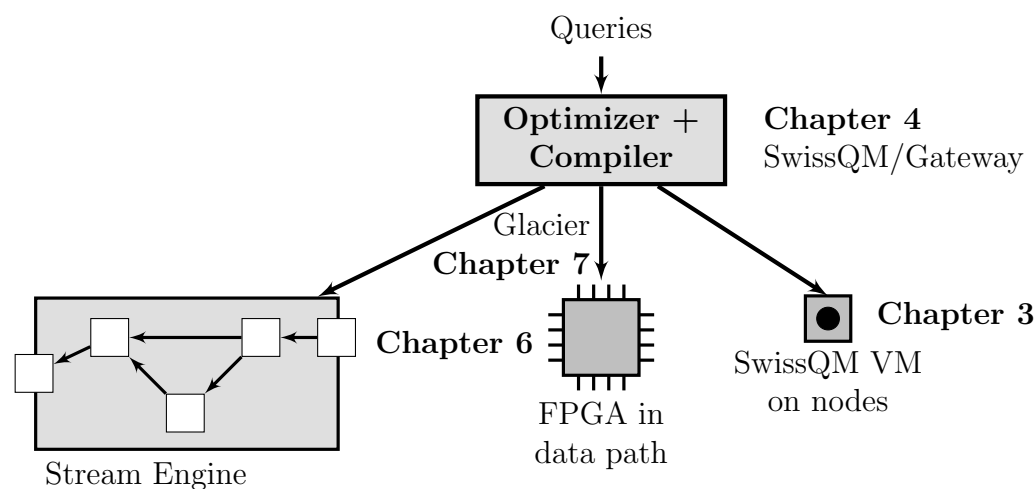 Queries
Optimizer +
Compiler
Chapter 4
SwissQM/Gateway
Glacier
Chapter 7
Chapter 6
Chapter 3
SwissQM VM
on nodes
FPGA in
data path
Stream Engine